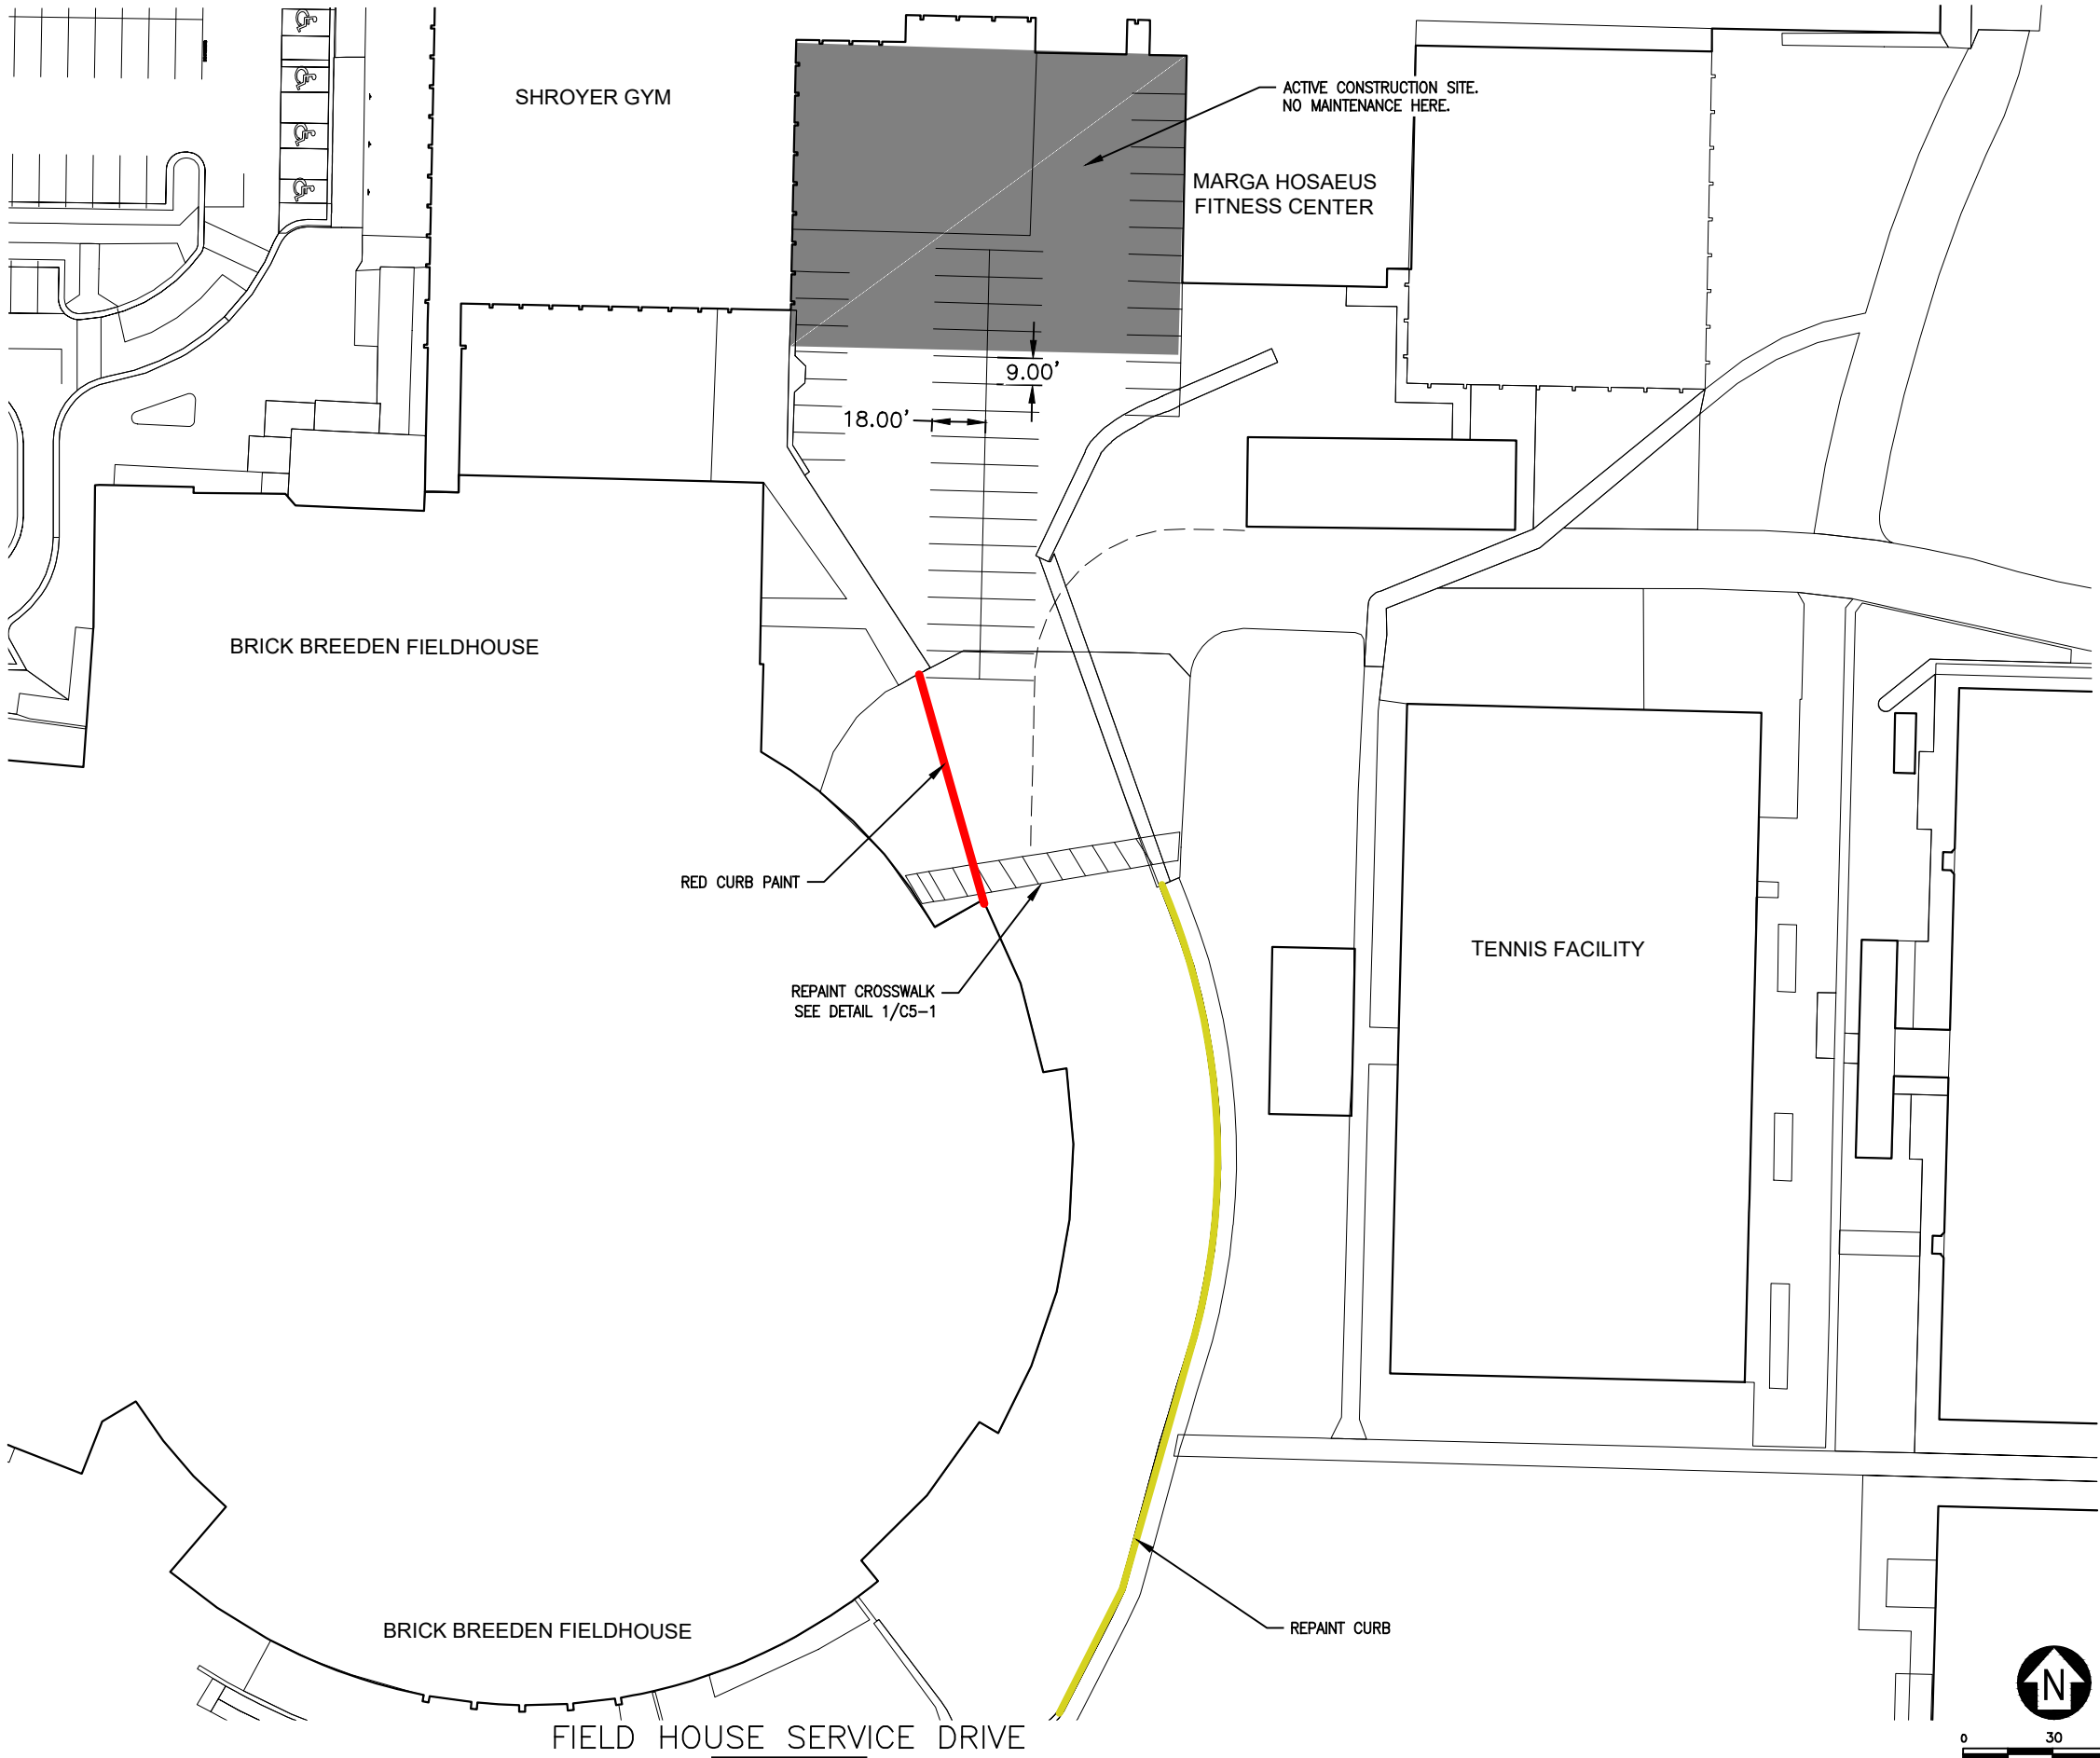 SHROYER GYM
ACTIVE CONSTRUCTION SITE.
NO MAINTENANCE HERE.
MARGA HOSAEUS
FITNESS CENTER
9.00'
18.00'
BRICK BREEDEN FIELDHOUSE
RED CURB PAINT
REPAINT CROSSWALK
SEE DETAIL 1/C5-1
TENNIS FACILITY
BRICK BREEDEN FIELDHOUSE
REPAINT CURB
N
FIELD HOUSE SERVICE DRIVE
0 30